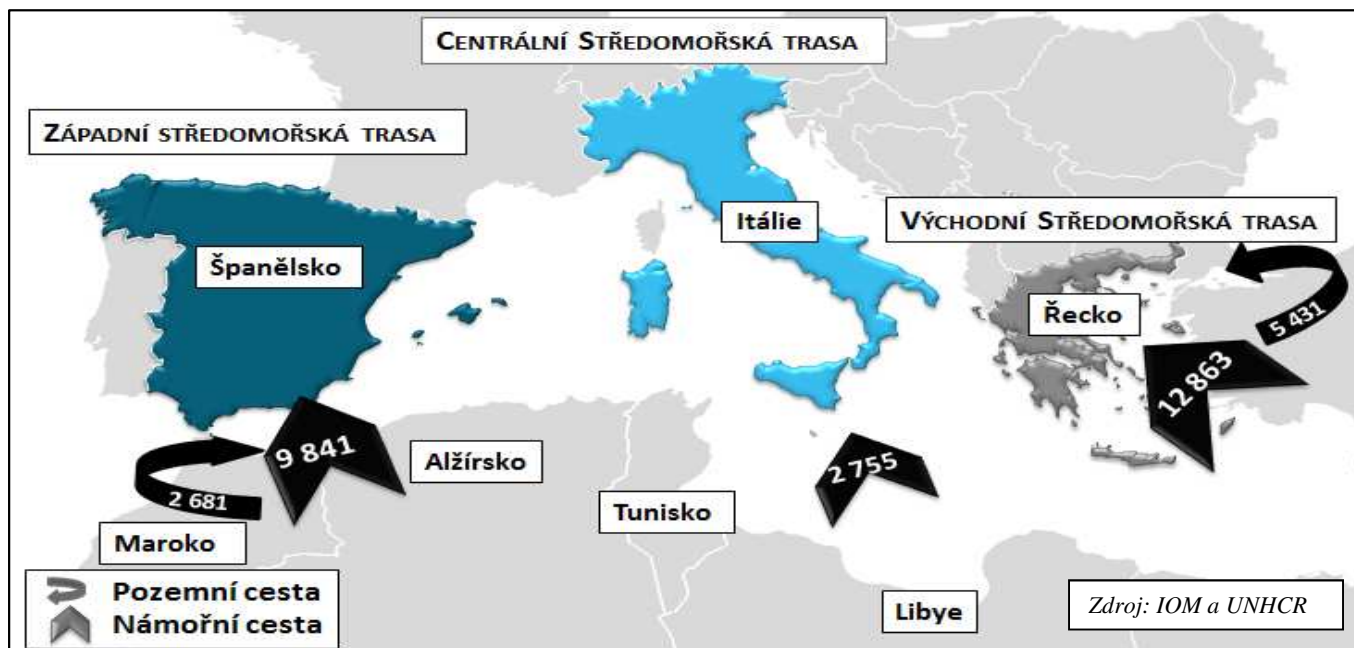 CENTRÁLNÍ STŘEDOMOŘSKÁ TRASA
ZÁPADNÍ STŘEDOMOŘSKÁ TRASA
Itálie
VÝCHODNÍ STŘEDOMOŘSKÁ TRASA
Španělsko
Řecko
5 431
12 863
9 841
Alžírsko
2 755
2 681
Tunisko
Maroko
Pozemní cesta
Námořní cesta
Libye
Zdroj: IOM a UNHCR